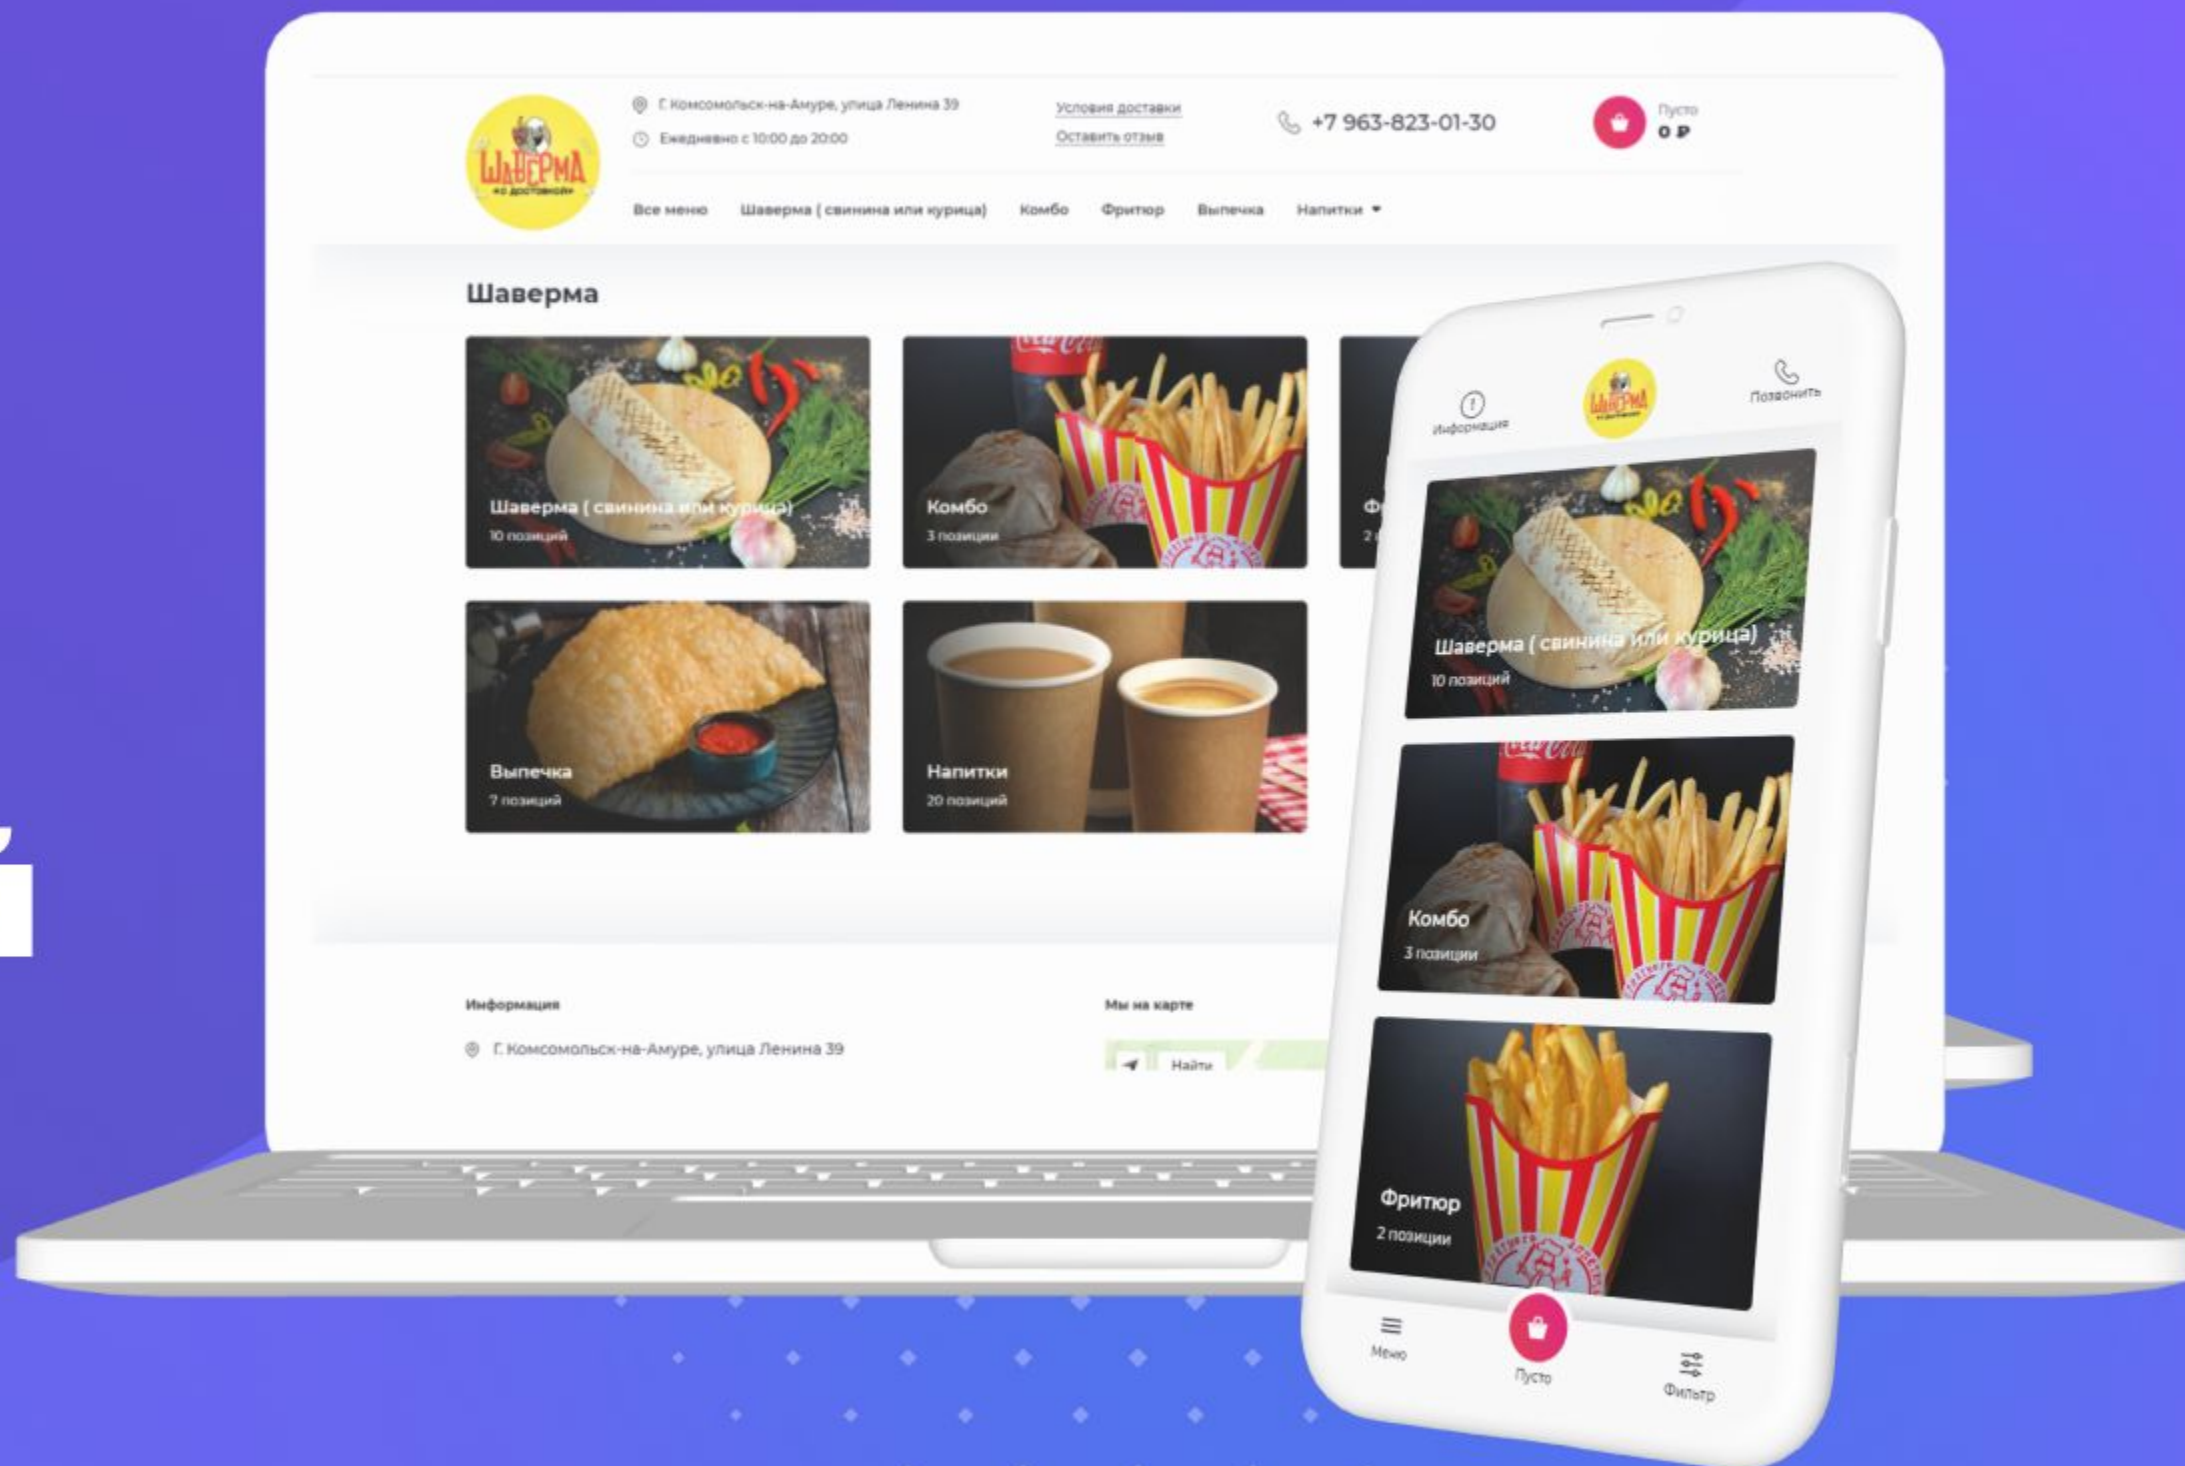 Г. Комсомольск-на-Амуре, улица Ленина 39
Ежедневно с 10:00 до 20:00
Условия доставки
Оставить отзыв
+7 963-823-01-30
Пусто
0 ₽
ШАВЕРМА
«С ДОСТАВКОЙ»
Все меню Шаверма ( свинина или курица) Комбо Фритюр Выпечка Напитки
Шаверма
Шаверма ( свинина или курица)
10 позиций
Комбо
3 позиции
Выпечка
7 позиций
Напитки
20 позиций
Информация
Г. Комсомольск-на-Амуре, улица Ленина 39
Мы на карте
Найти
Информация
ШАВЕРМА
Позвонить
Шаверма ( свинина или курица)
10 позиций
Coca-Cola
Комбо
3 позиции
Фритюр
2 позиции
Меню
Пусто
Фильтр